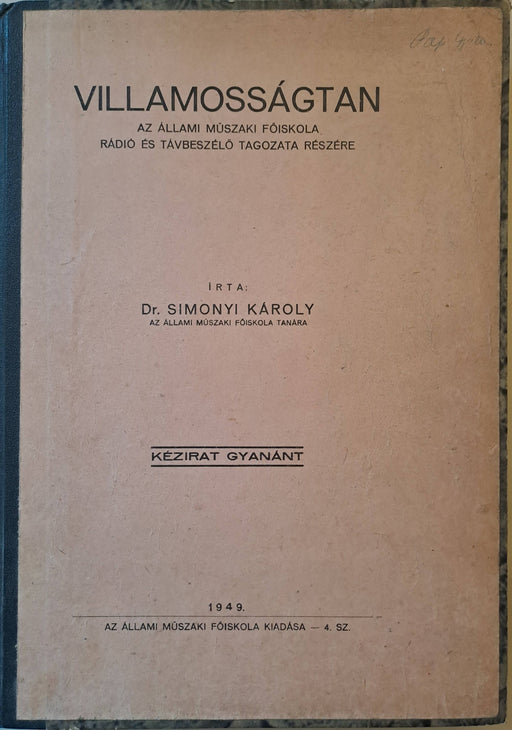 VILLAMOSSÁGTAN
AZ ÁLLAMI MŰSZAKI FŐISKOLA
RÁDIÓ ÉS TÁVBESZÉLŐ TAGOZATA RÉSZÉRE
ÍRTA:
Dr. SIMONYI KÁROLY
AZ ÁLLAMI MŰSZAKI FŐISKOLA TANÁRA
KÉZIRAT GYANÁNT
1949.
AZ ÁLLAMI MŰSZAKI FŐISKOLA KIADÁSA — 4. SZ.